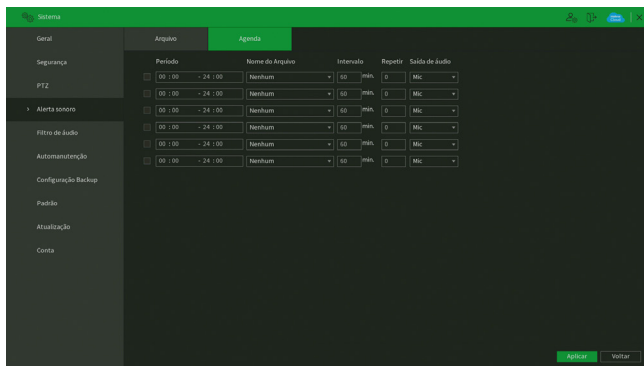 Sistema
Geral
Segurança
PTZ
Alerta sonoro
Filtro de áudio
Automanutenção
Configuração Backup
Padrão
Atualização
Conta
Arquivo Agenda
Período Nome do Arquivo Intervalo Repetir Saída de áudio
00 : 00 - 24 : 00 Nenhum 60 min. 0 Mic
00 : 00 - 24 : 00 Nenhum 60 min. 0 Mic
00 : 00 - 24 : 00 Nenhum 60 min. 0 Mic
00 : 00 - 24 : 00 Nenhum 60 min. 0 Mic
00 : 00 - 24 : 00 Nenhum 60 min. 0 Mic
00 : 00 - 24 : 00 Nenhum 60 min. 0 Mic
Aplicar Voltar